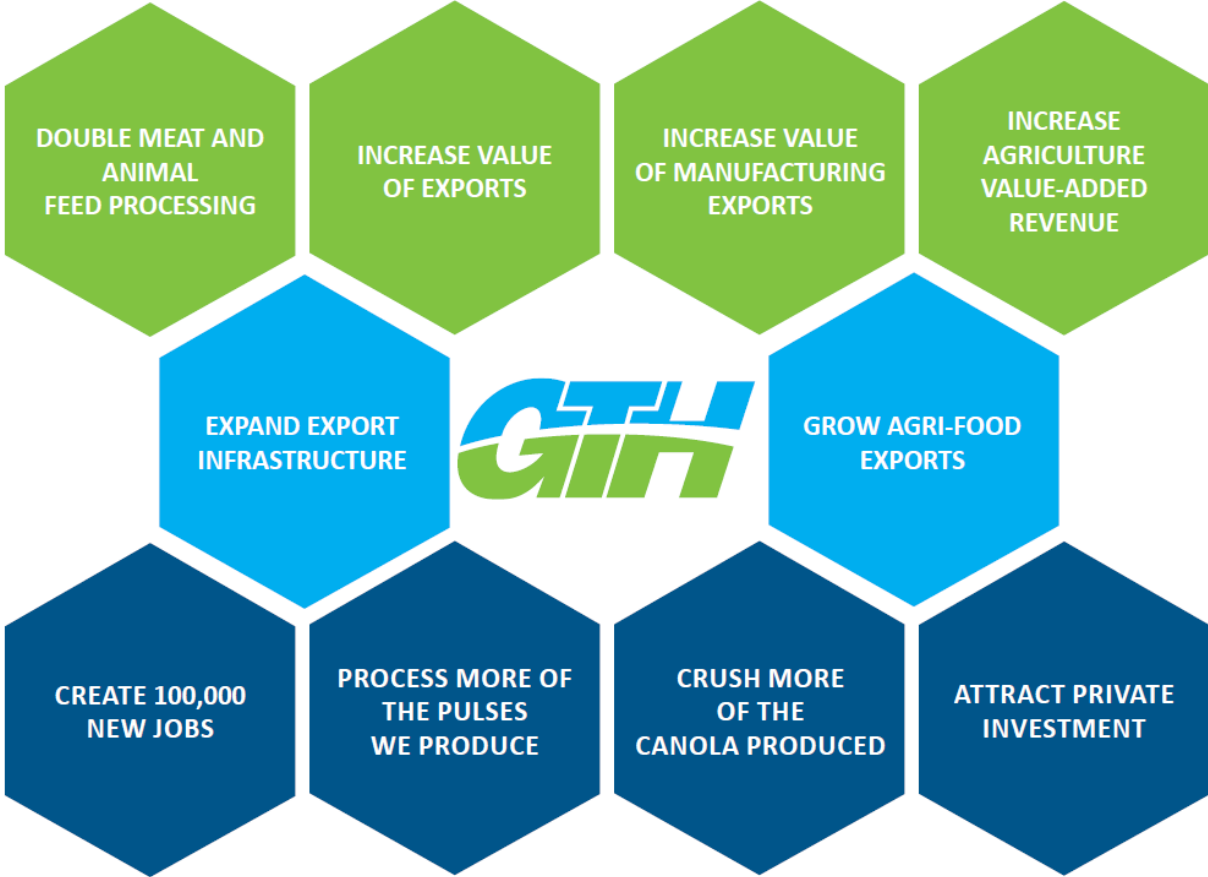 DOUBLE MEAT AND
ANIMAL
FEED PROCESSING
INCREASE VALUE
OF EXPORTS
INCREASE VALUE
OF MANUFACTURING
EXPORTS
INCREASE
AGRICULTURE
VALUE-ADDED
REVENUE
EXPAND EXPORT
INFRASTRUCTURE
GTH
GROW AGRI-FOOD
EXPORTS
CREATE 100,000
NEW JOBS
PROCESS MORE OF
THE PULSES
WE PRODUCE
CRUSH MORE
OF THE
CANOLA PRODUCED
ATTRACT PRIVATE
INVESTMENT